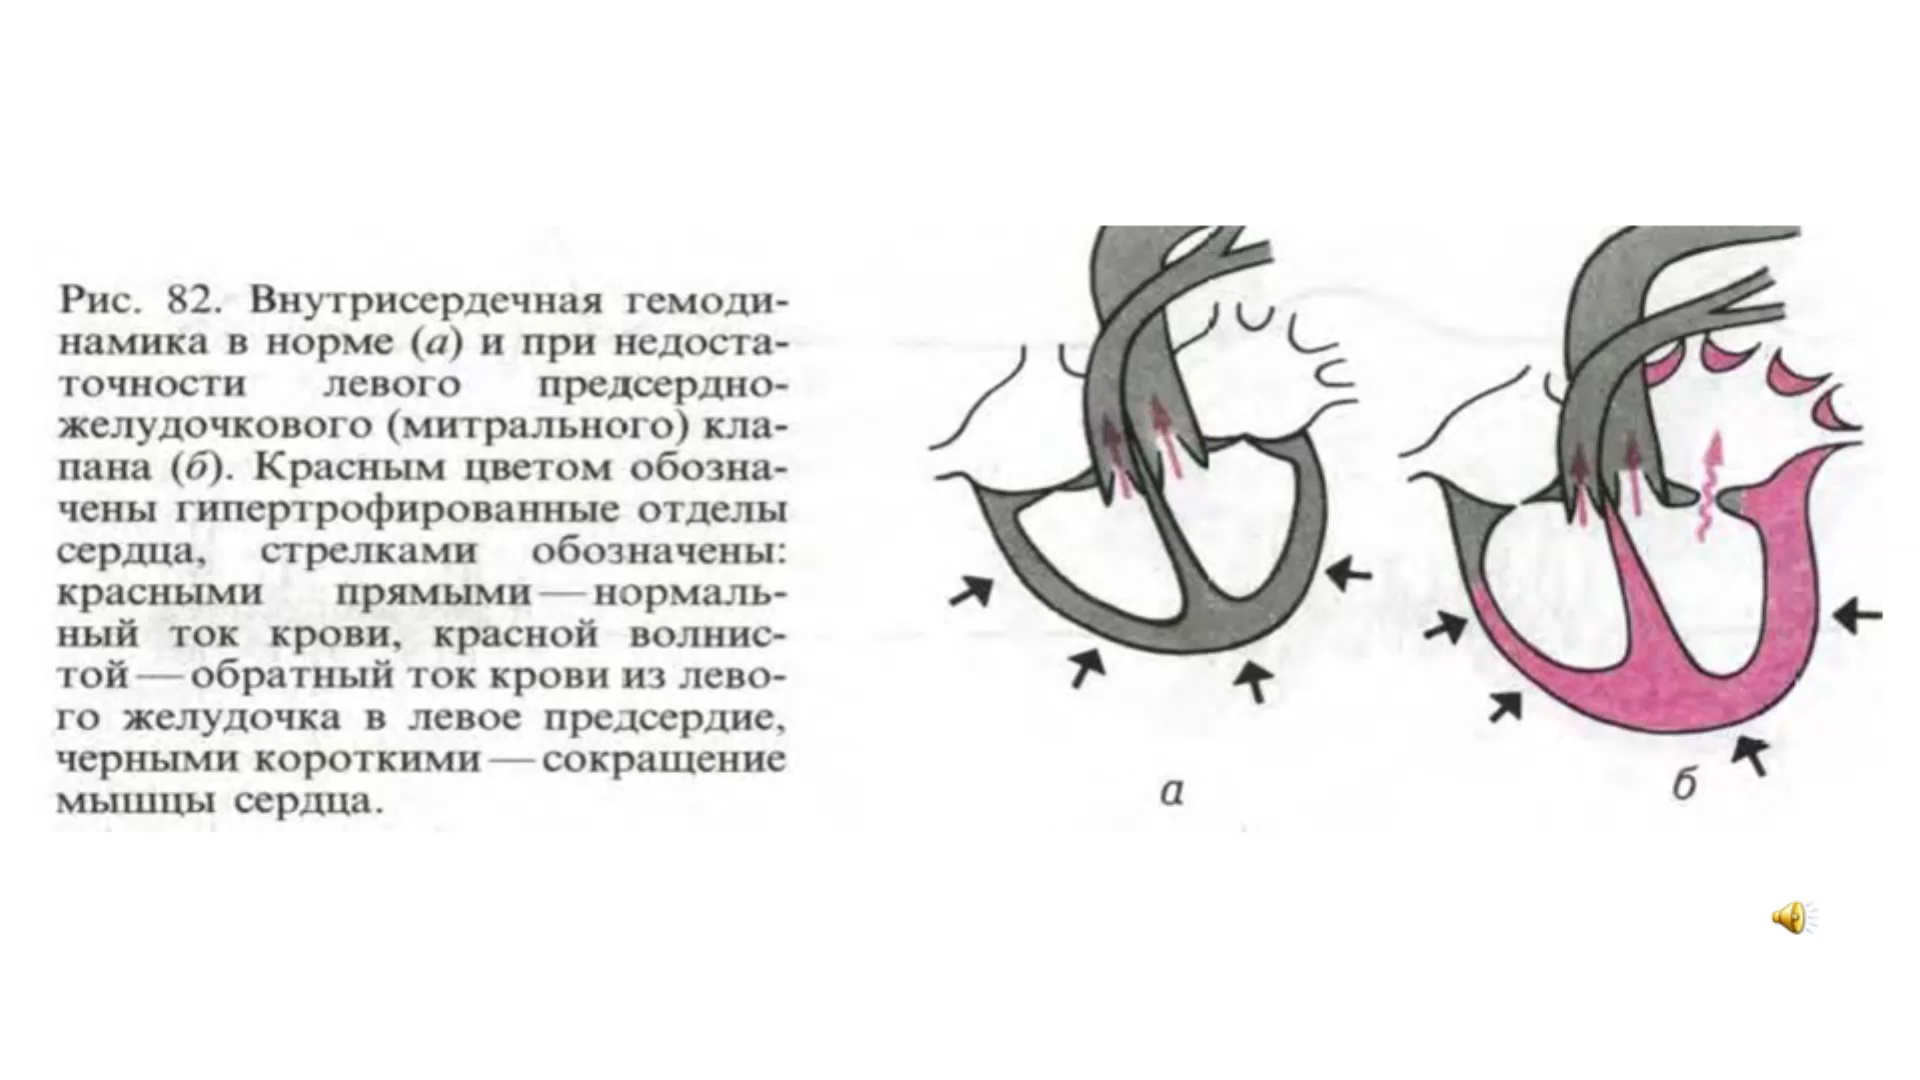 Рис. 82. Внутрисердечная гемоди-
намика в норме (а) и при недоста-
точности левого предсердно-
желудочкового (митрального) кла-
пана (б). Красным цветом обозна-
чены гипертрофированные отделы
сердца, стрелками обозначены:
красными прямыми — нормаль-
ный ток крови, красной волнис-
той — обратный ток крови из лево-
го желудочка в левое предсердие,
черными короткими — сокращение
мышцы сердца.
а
б